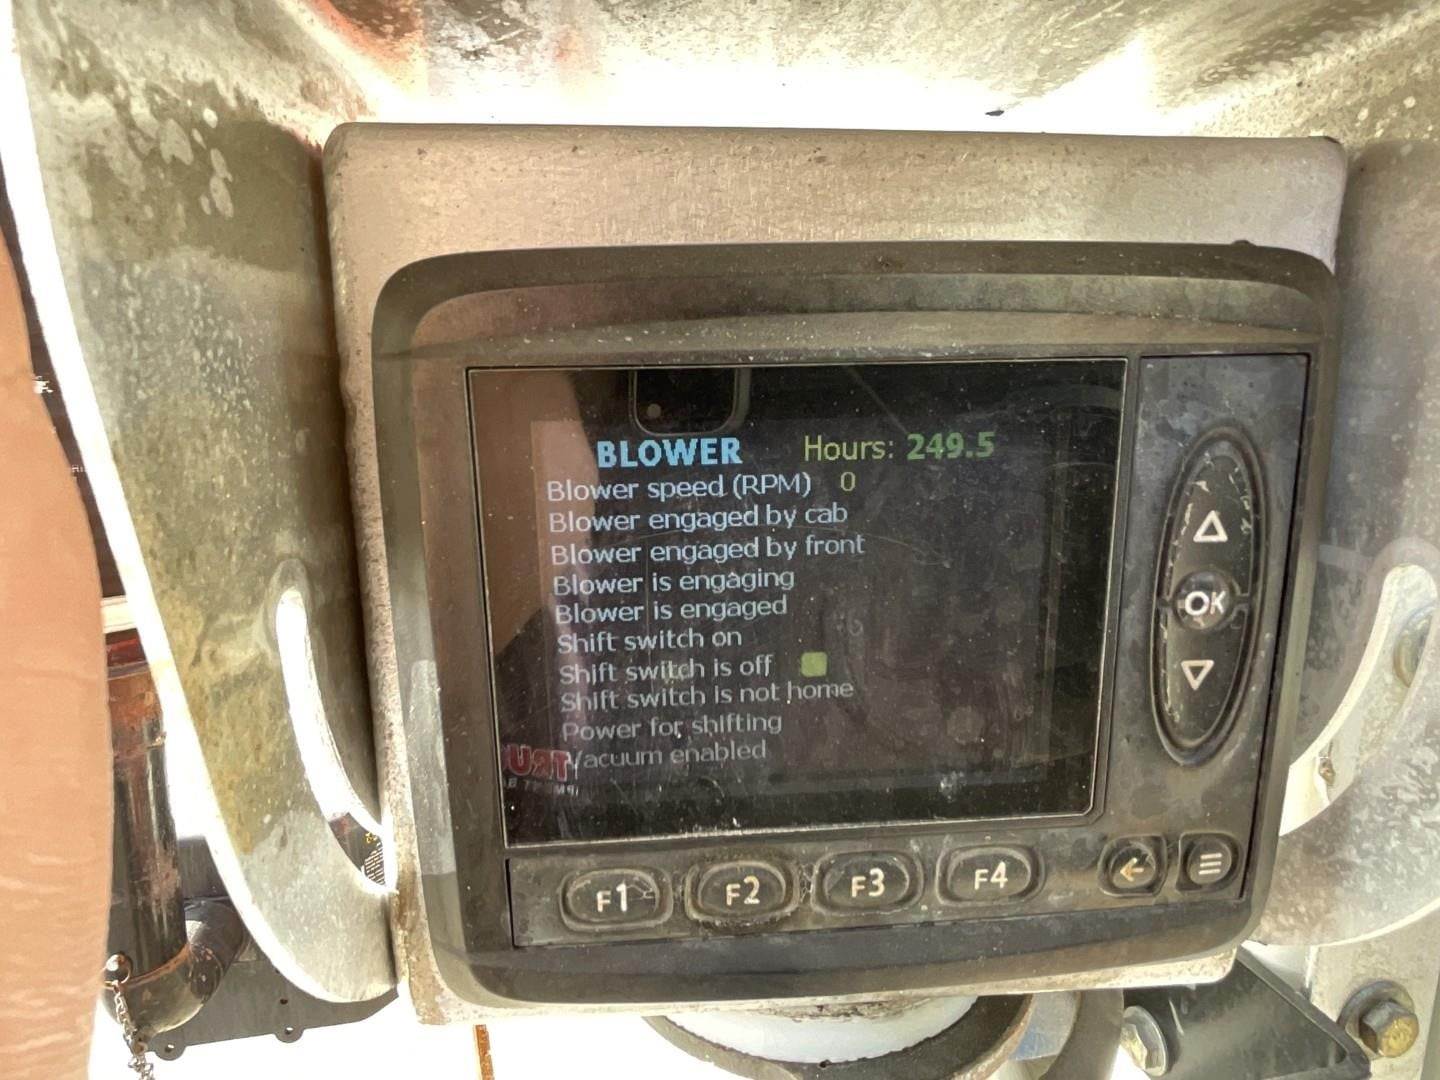 BLOWER Hours: 249.5
Blower speed (RPM) 0
Blower engaged by cab
Blower engaged by front
Blower is engaging
Blower is engaged
Shift switch on
Shift switch is off
Shift switch is not home
Power for shifting
Vacuum enabled
OK
F1 F2 F3 F4